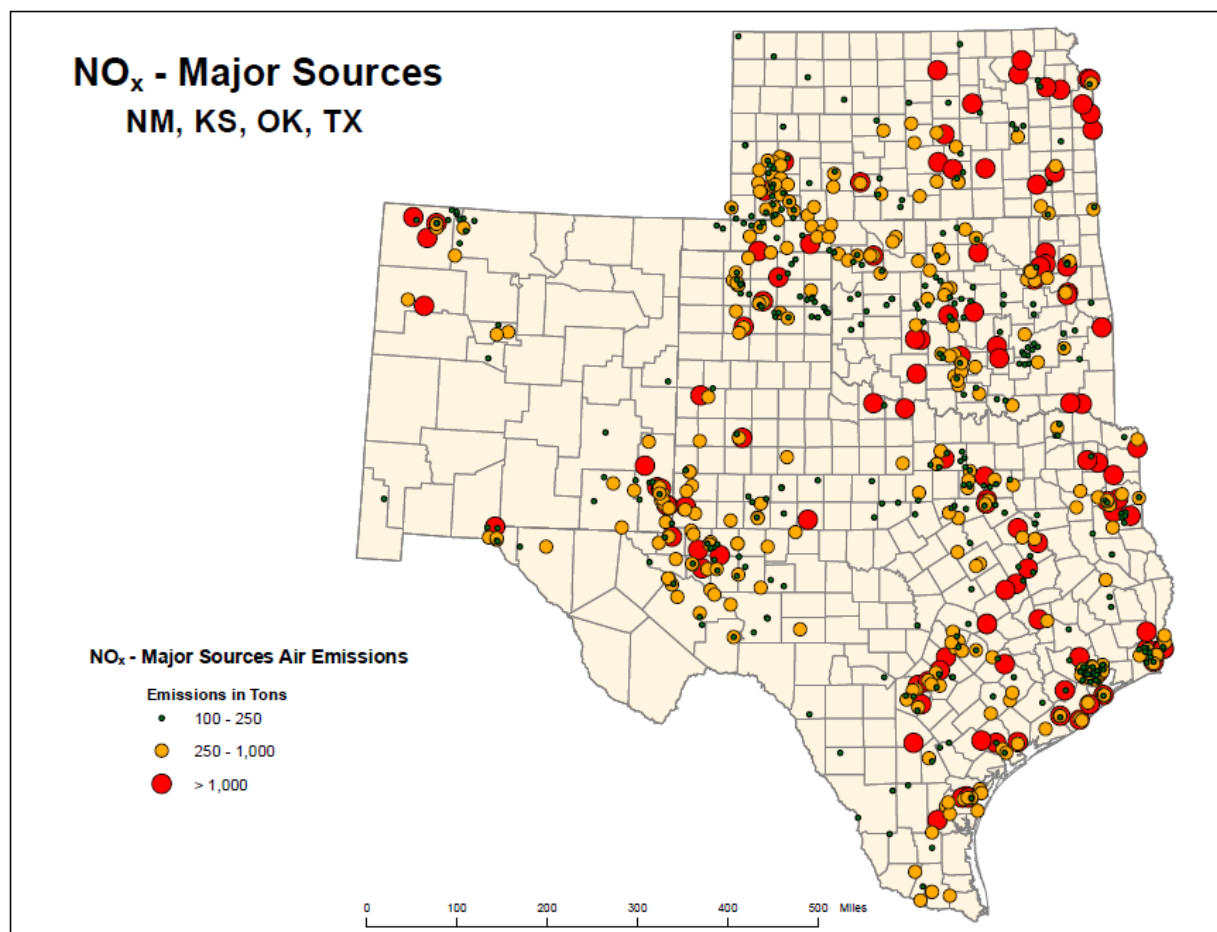 NOₓ - Major Sources
NM, KS, OK, TX
NOₓ - Major Sources Air Emissions
Emissions in Tons
100 - 250
250 - 1,000
> 1,000
0 100 200 300 400 500 Miles